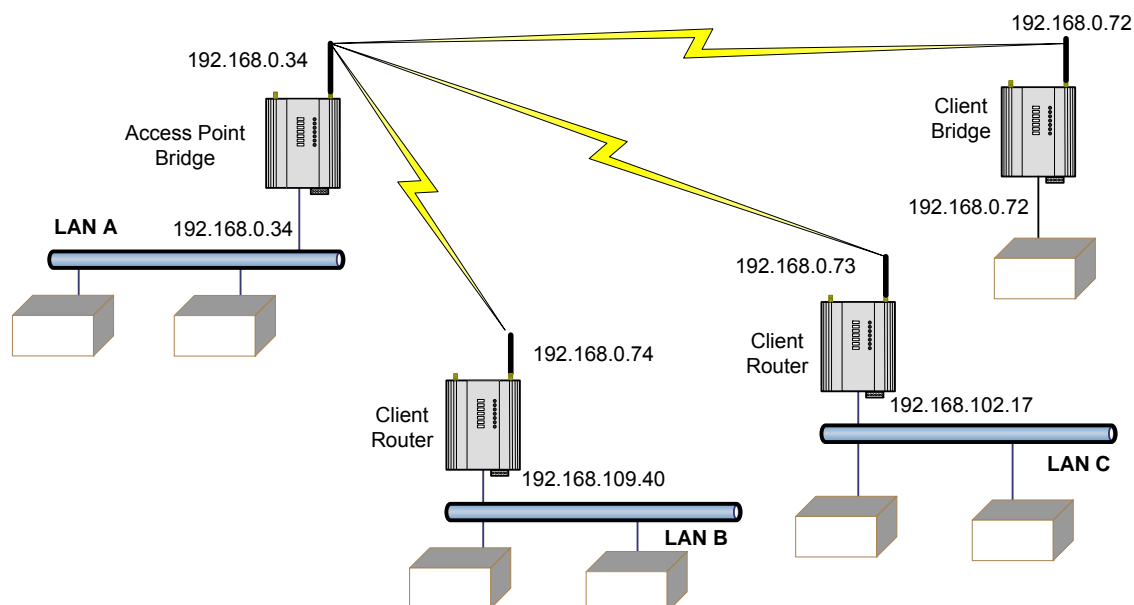 192.168.0.72
192.168.0.34
Client
Bridge
Access Point
Bridge
192.168.0.72
LAN A
192.168.0.34
192.168.0.73
Client
Router
192.168.0.74
192.168.102.17
Client
Router
LAN C
192.168.109.40
LAN B